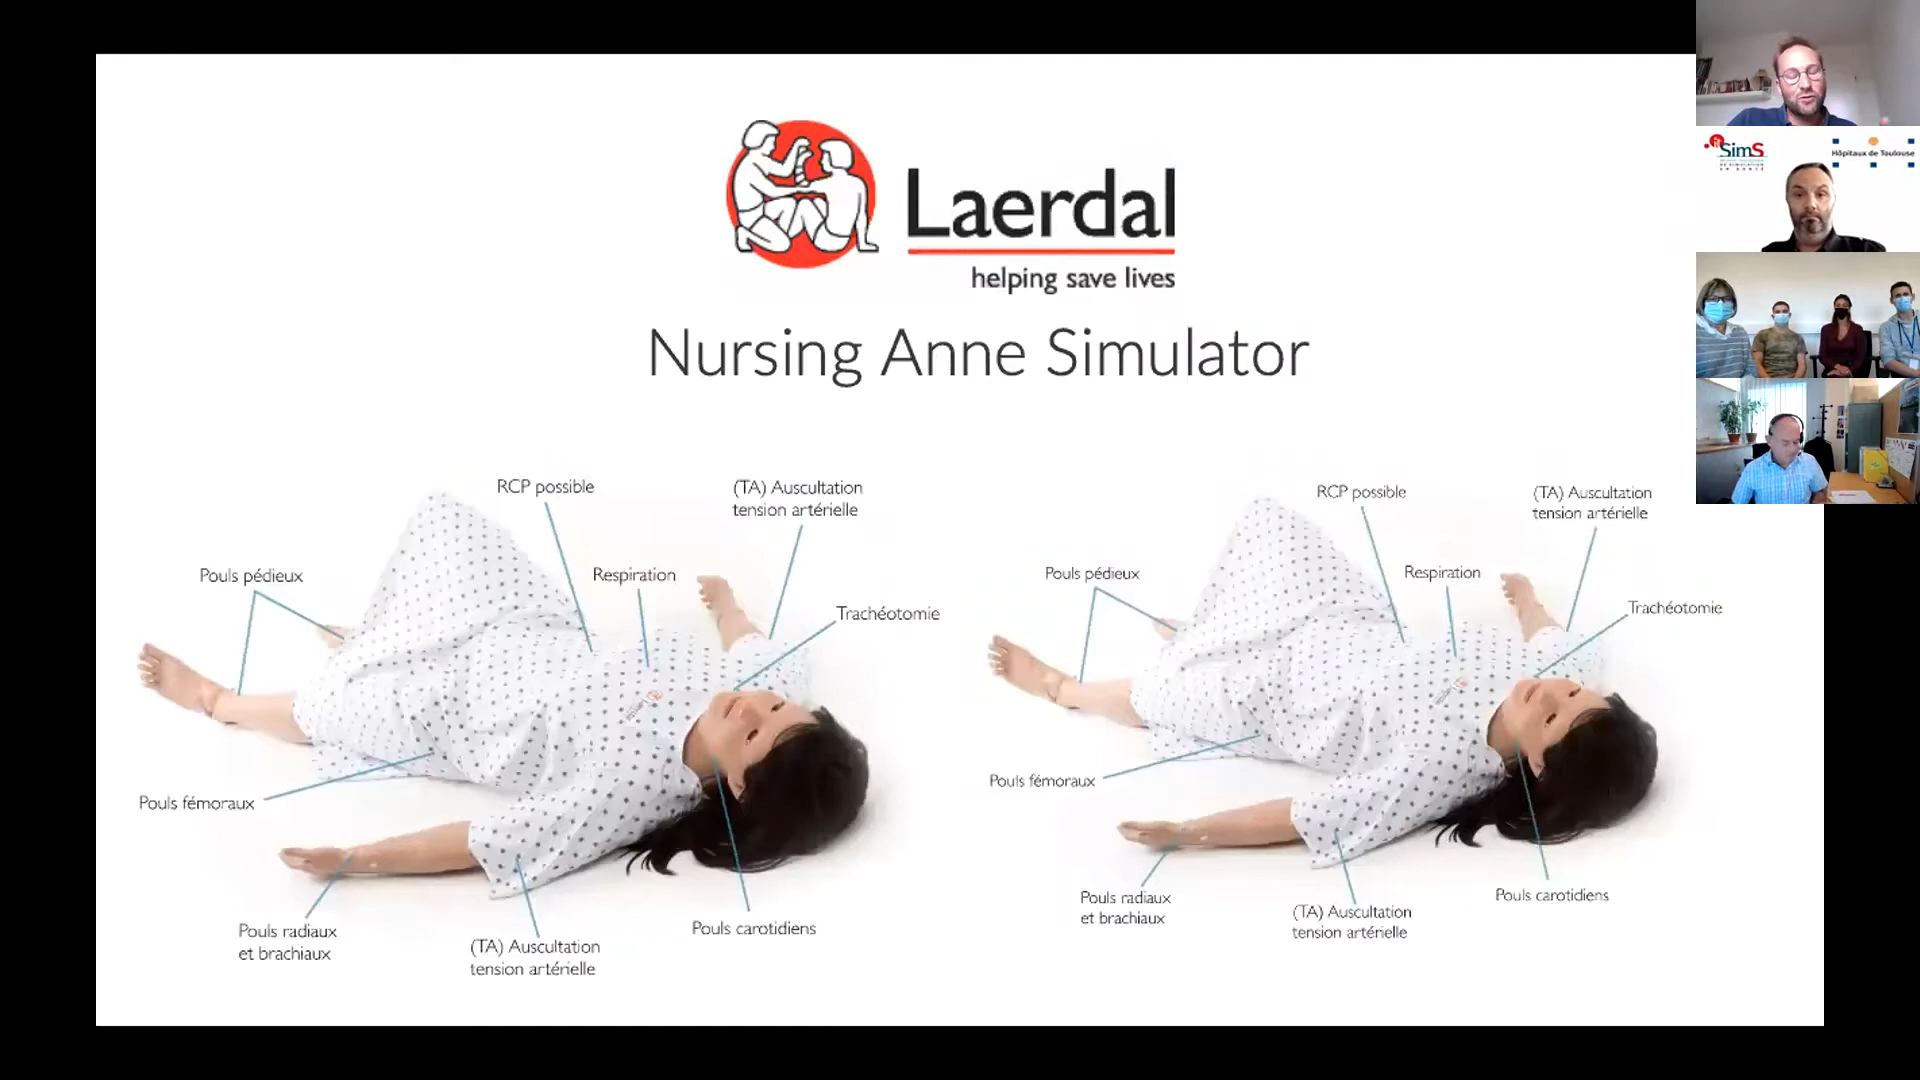 Laerdal
helping save lives
Nursing Anne Simulator
RCP possible
(TA) Auscultation
tension artérielle
Pouls pédieux
Respiration
Trachéotomie
Pouls fémoraux
Pouls radiaux
et brachiaux
(TA) Auscultation
tension artérielle
Pouls carotidiens
RCP possible
(TA) Auscultation
tension artérielle
Pouls pédieux
Respiration
Trachéotomie
Pouls fémoraux
Pouls radiaux
et brachiaux
(TA) Auscultation
tension artérielle
Pouls carotidiens
itSimS
Hôpitaux de Toulouse